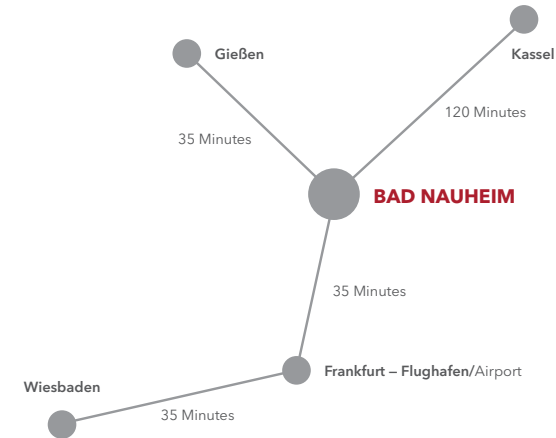 Gießen
Kassel
120 Minutes
35 Minutes
BAD NAUHEIM
35 Minutes
Frankfurt – Flughafen/Airport
Wiesbaden
35 Minutes